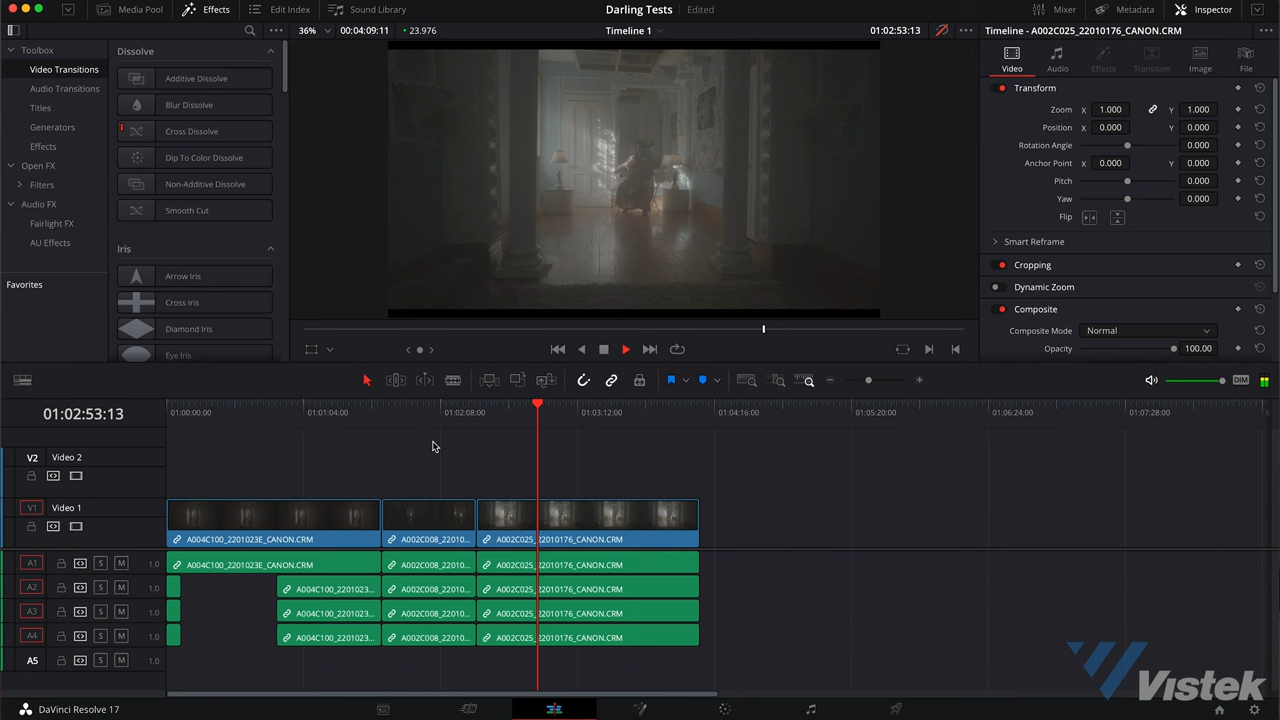 Media Pool Effects Edit Index Sound Library Darling Tests Edited Mixer Metadata Inspector
36% 00:04:09:11 23.976 Timeline 1 01:02:53:13 Timeline - A002C025_22010176_CANON.CRM
Toolbox
Video Transitions
Audio Transitions
Titles
Generators
Effects
Open FX
Filters
Audio FX
Fairlight FX
AU Effects
Favorites
Dissolve
Additive Dissolve
Blur Dissolve
Cross Dissolve
Dip To Color Dissolve
Non-Additive Dissolve
Smooth Cut
Iris
Arrow Iris
Cross Iris
Diamond Iris
Eye Iris
Video Audio Effects Transition Image File
Transform
Zoom X 1.000 Y 1.000
Position X 0.000 Y 0.000
Rotation Angle 0.000
Anchor Point X 0.000 Y 0.000
Pitch 0.000
Yaw 0.000
Flip
Smart Reframe
Cropping
Dynamic Zoom
Composite
Composite Mode Normal
Opacity 100.00
DIM
01:02:53:13 01:00:00:00 01:01:04:00 01:02:08:00 01:03:12:00 01:04:16:00 01:05:20:00 01:06:24:00 01:07:28:00
V2 Video 2
V1 Video 1
A004C100_2201023E_CANON.CRM A002C008_2210... A002C025_22010176_CANON.CRM
A1 S M 1.0 A004C100_2201023E_CANON.CRM A002C008_2210... A002C025_22010176_CANON.CRM
A2 S M 1.0 A004C100_2201023... A002C008_2210... A002C025_22010176_CANON.CRM
A3 S M 1.0 A004C100_2201023... A002C008_2210... A002C025_22010176_CANON.CRM
A4 S M 1.0 A004C100_2201023... A002C008_2210... A002C025_22010176_CANON.CRM
A5 S M 1.0
Vistek
DaVinci Resolve 17